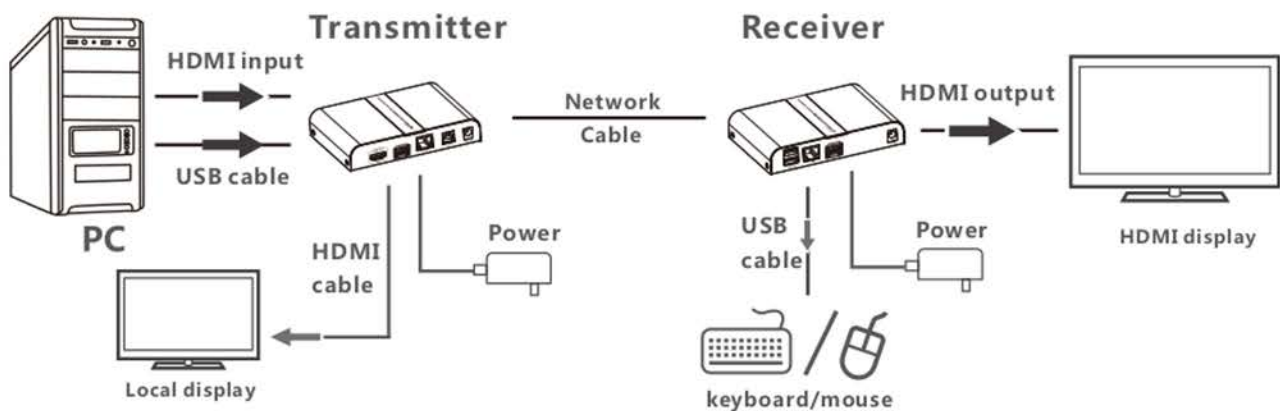 Transmitter
Receiver
HDMI input
USB cable
PC
Network
Cable
HDMI output
HDMI display
HDMI
cable
Power
USB
cable
Power
Local display
keyboard/mouse